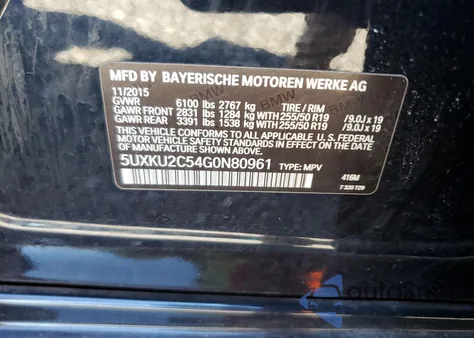 MFD BY BAYERISCHE MOTOREN WERKE AG
11/2015
GVWR 6100 lbs 2767 kg TIRE / RIM
GAWR FRONT 2831 lbs 1284 kg WITH 255/50 R19 /9.0J x 19
GAWR REAR 3391 lbs 1538 kg WITH 255/50 R19 /9.0J x 19
THIS VEHICLE CONFORMS TO ALL APPLICABLE U.S. FEDERAL
MOTOR VEHICLE SAFETY STANDARDS IN EFFECT ON THE
DATE OF MANUFACTURE SHOWN ABOVE.
5UXKU2C54G0N80961 TYPE: MPV
416M
7 320 729